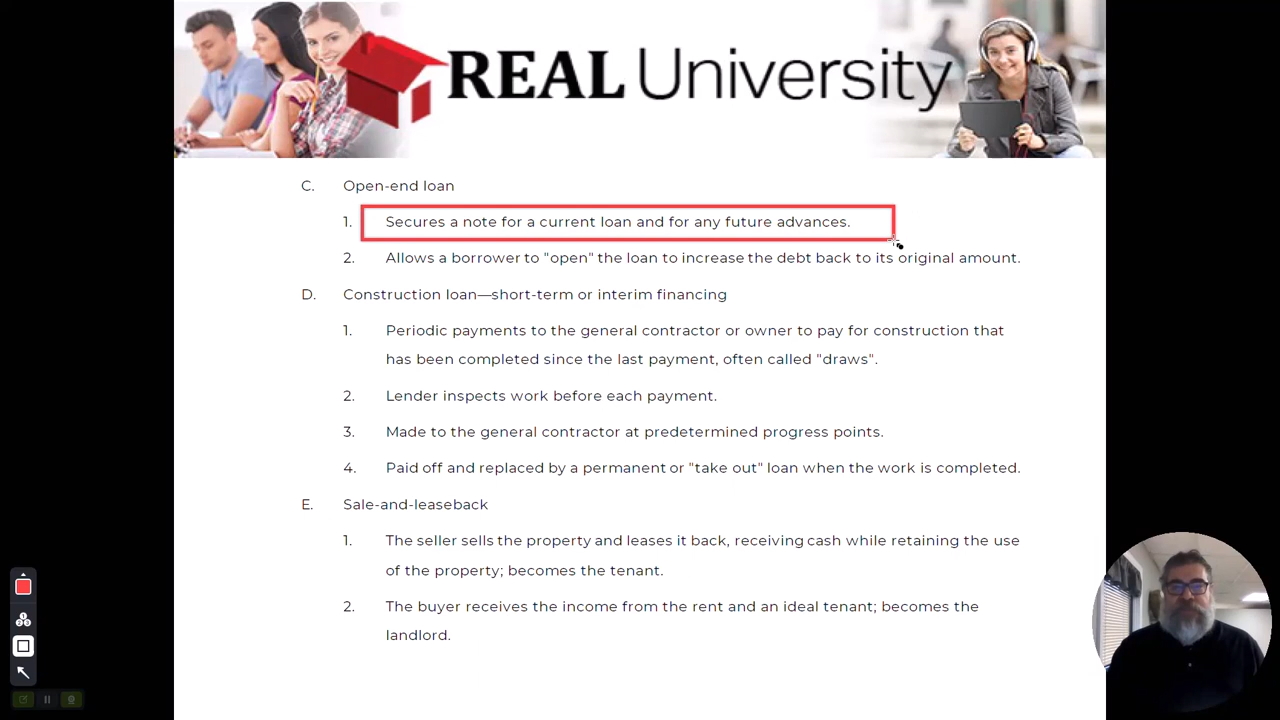 REAL University
C. Open-end loan
1. Secures a note for a current loan and for any future advances.
2. Allows a borrower to "open" the loan to increase the debt back to its original amount.
D. Construction loan—short-term or interim financing
1. Periodic payments to the general contractor or owner to pay for construction that
has been completed since the last payment, often called "draws".
2. Lender inspects work before each payment.
3. Made to the general contractor at predetermined progress points.
4. Paid off and replaced by a permanent or "take out" loan when the work is completed.
E. Sale-and-leaseback
1. The seller sells the property and leases it back, receiving cash while retaining the use
of the property; becomes the tenant.
2. The buyer receives the income from the rent and an ideal tenant; becomes the
landlord.